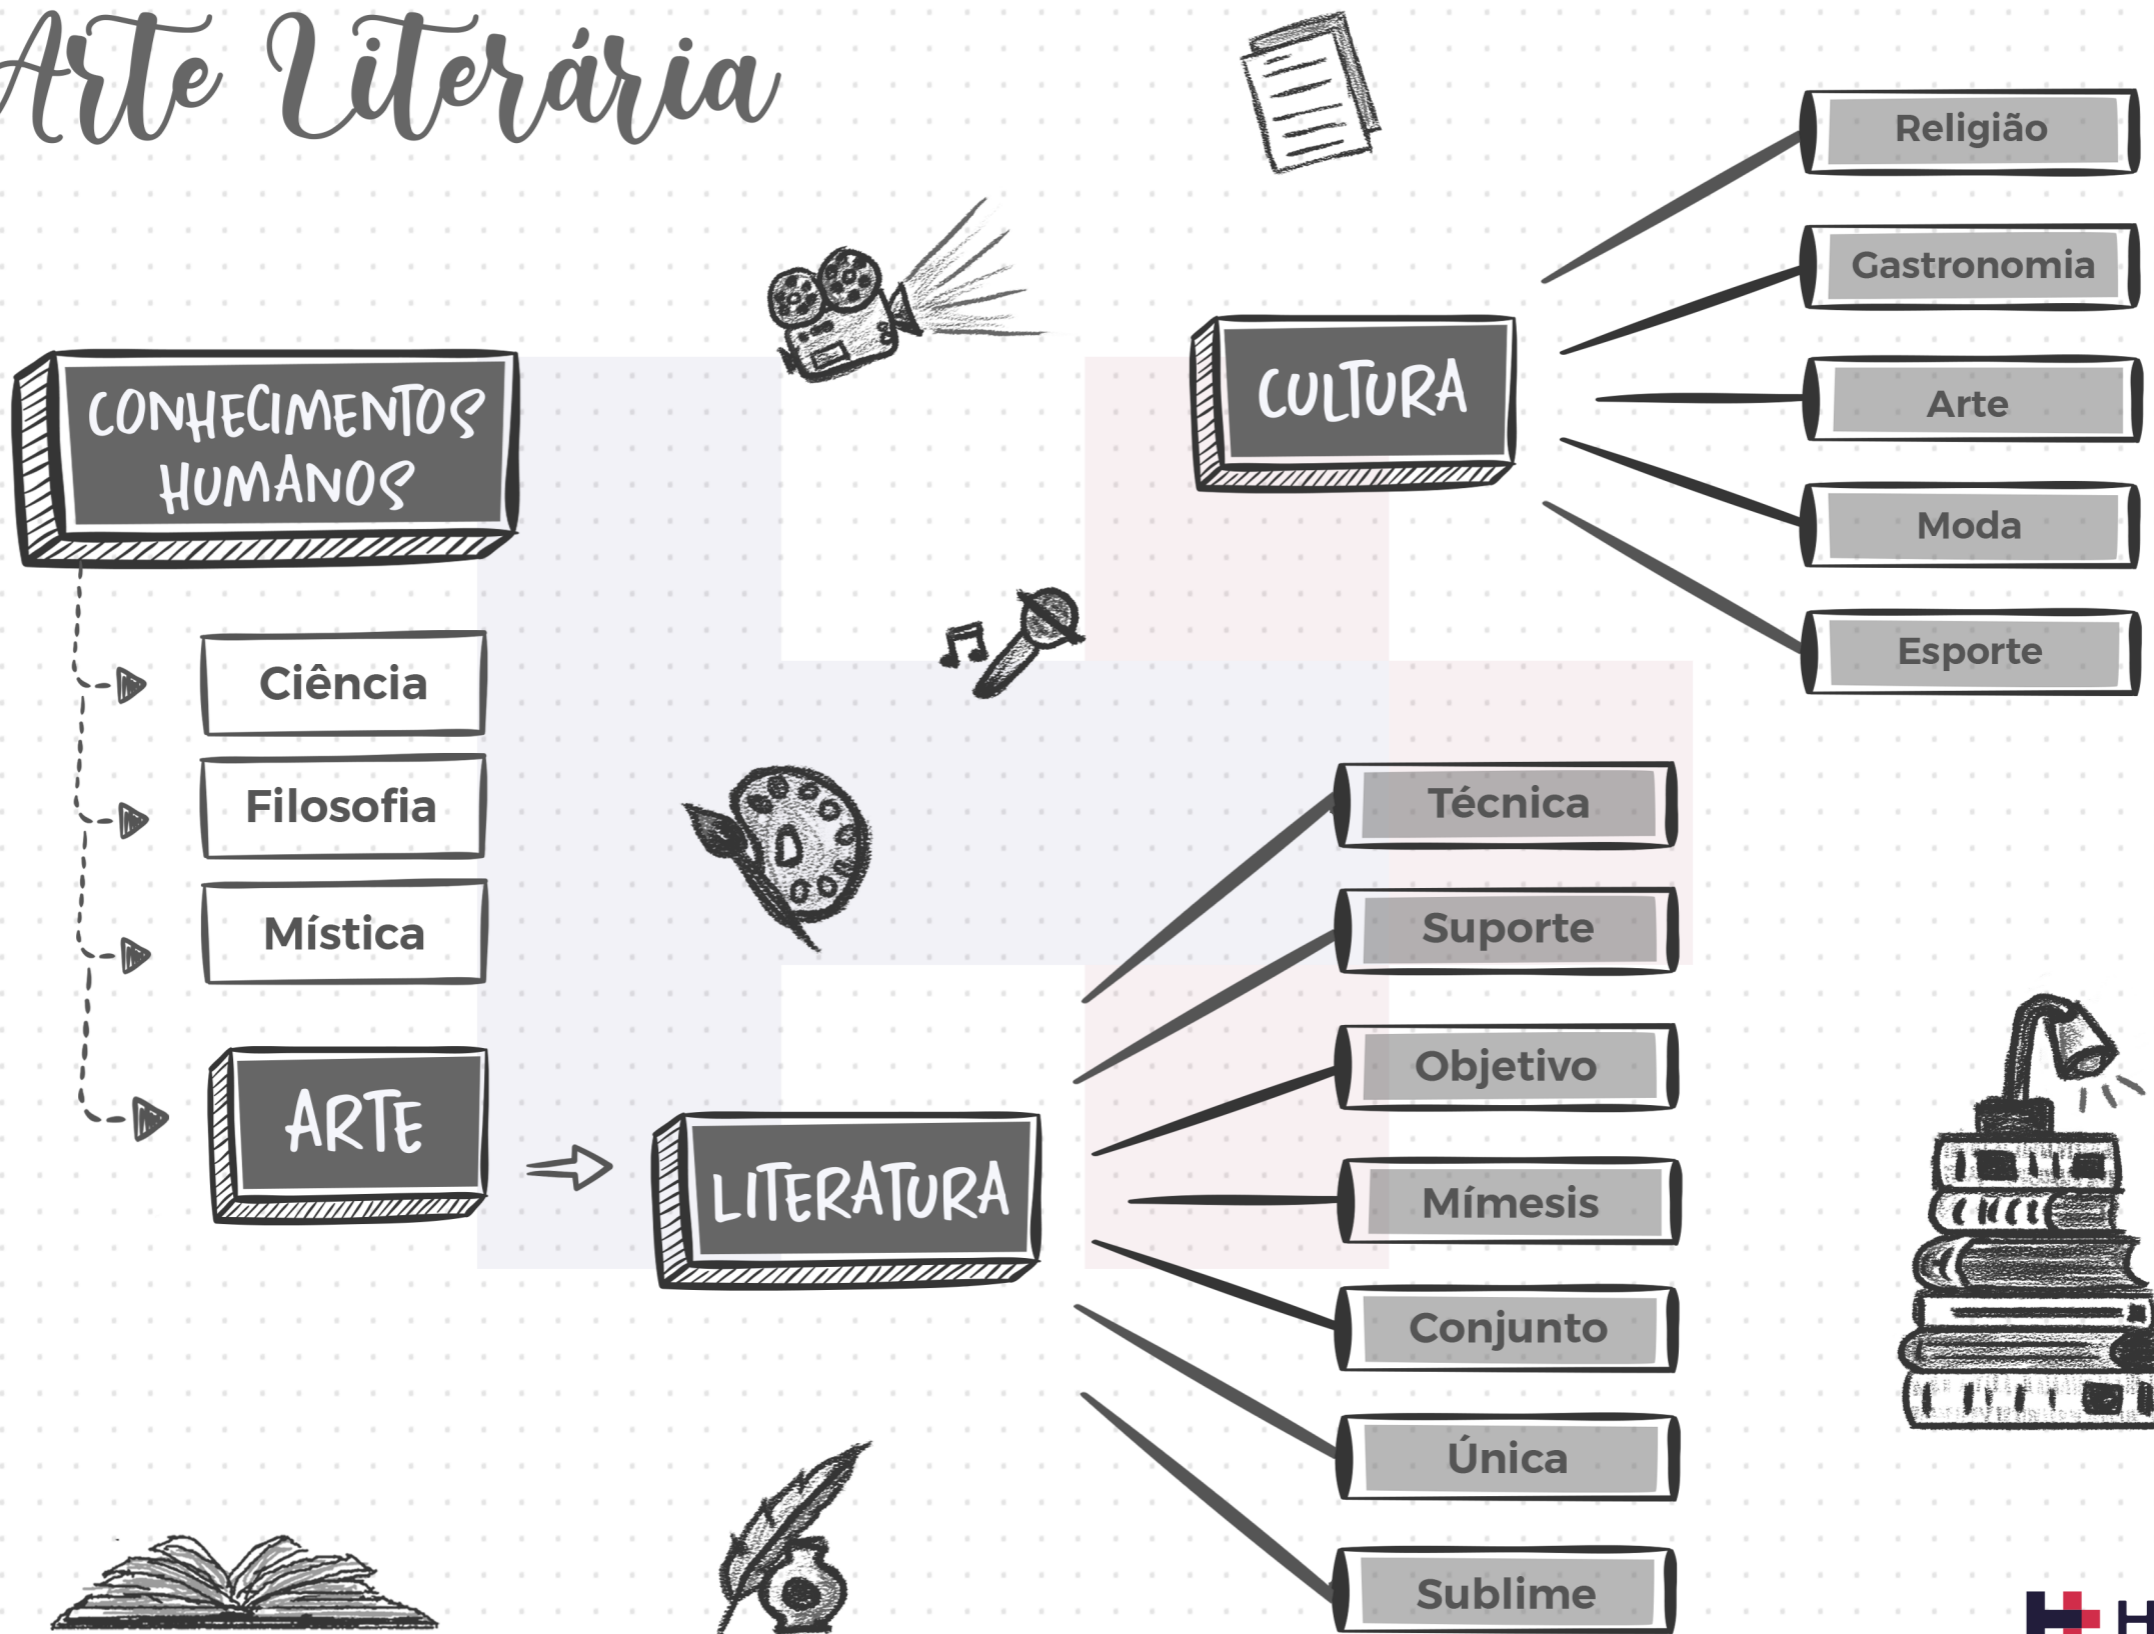 Arte Literária
CONHECIMENTOS
HUMANOS
Ciência
Filosofia
Mística
ARTE
LITERATURA
Técnica
Suporte
Objetivo
Mímesis
Conjunto
Única
Sublime
CULTURA
Religião
Gastronomia
Arte
Moda
Esporte